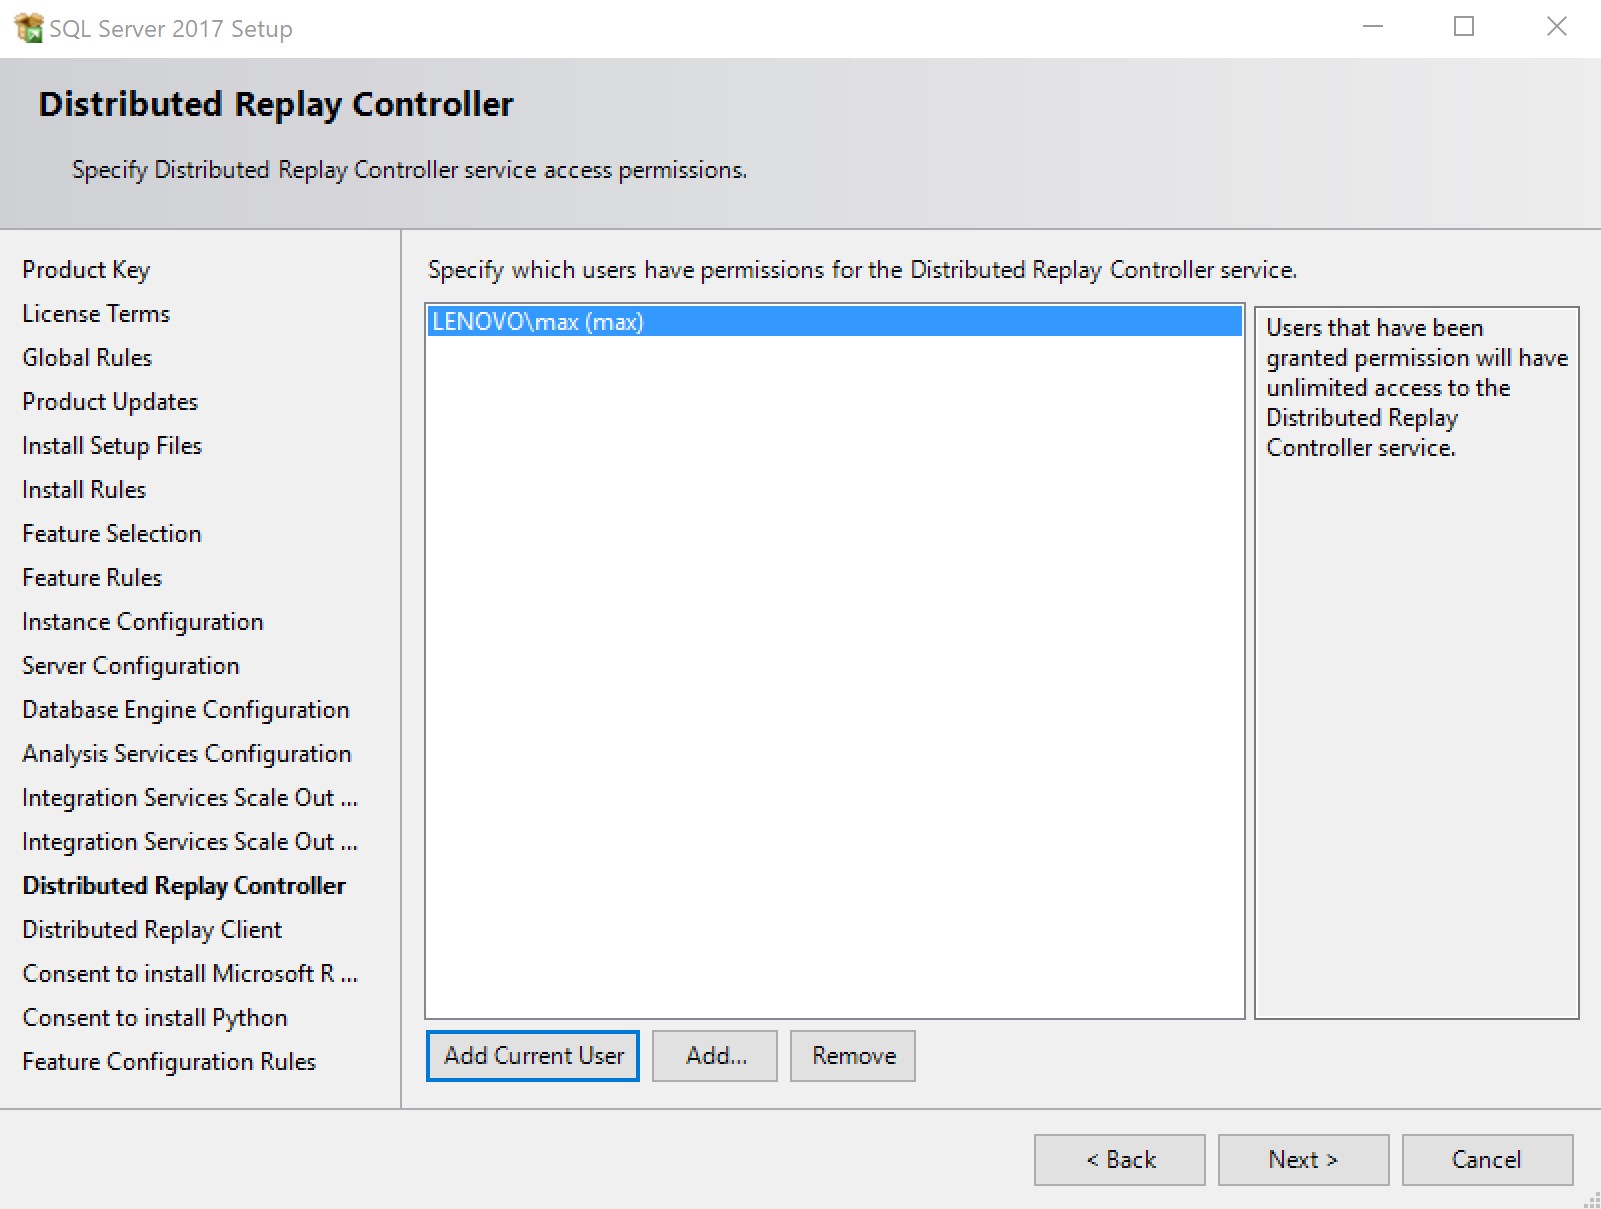 SQL Server 2017 Setup
Distributed Replay Controller
Specify Distributed Replay Controller service access permissions.
Product Key
License Terms
Global Rules
Product Updates
Install Setup Files
Install Rules
Feature Selection
Feature Rules
Instance Configuration
Server Configuration
Database Engine Configuration
Analysis Services Configuration
Integration Services Scale Out ...
Integration Services Scale Out ...
Distributed Replay Controller
Distributed Replay Client
Consent to install Microsoft R ...
Consent to install Python
Feature Configuration Rules
Specify which users have permissions for the Distributed Replay Controller service.
LENOVO\max (max)
Users that have been
granted permission will have
unlimited access to the
Distributed Replay
Controller service.
Add Current User
Add...
Remove
< Back
Next >
Cancel